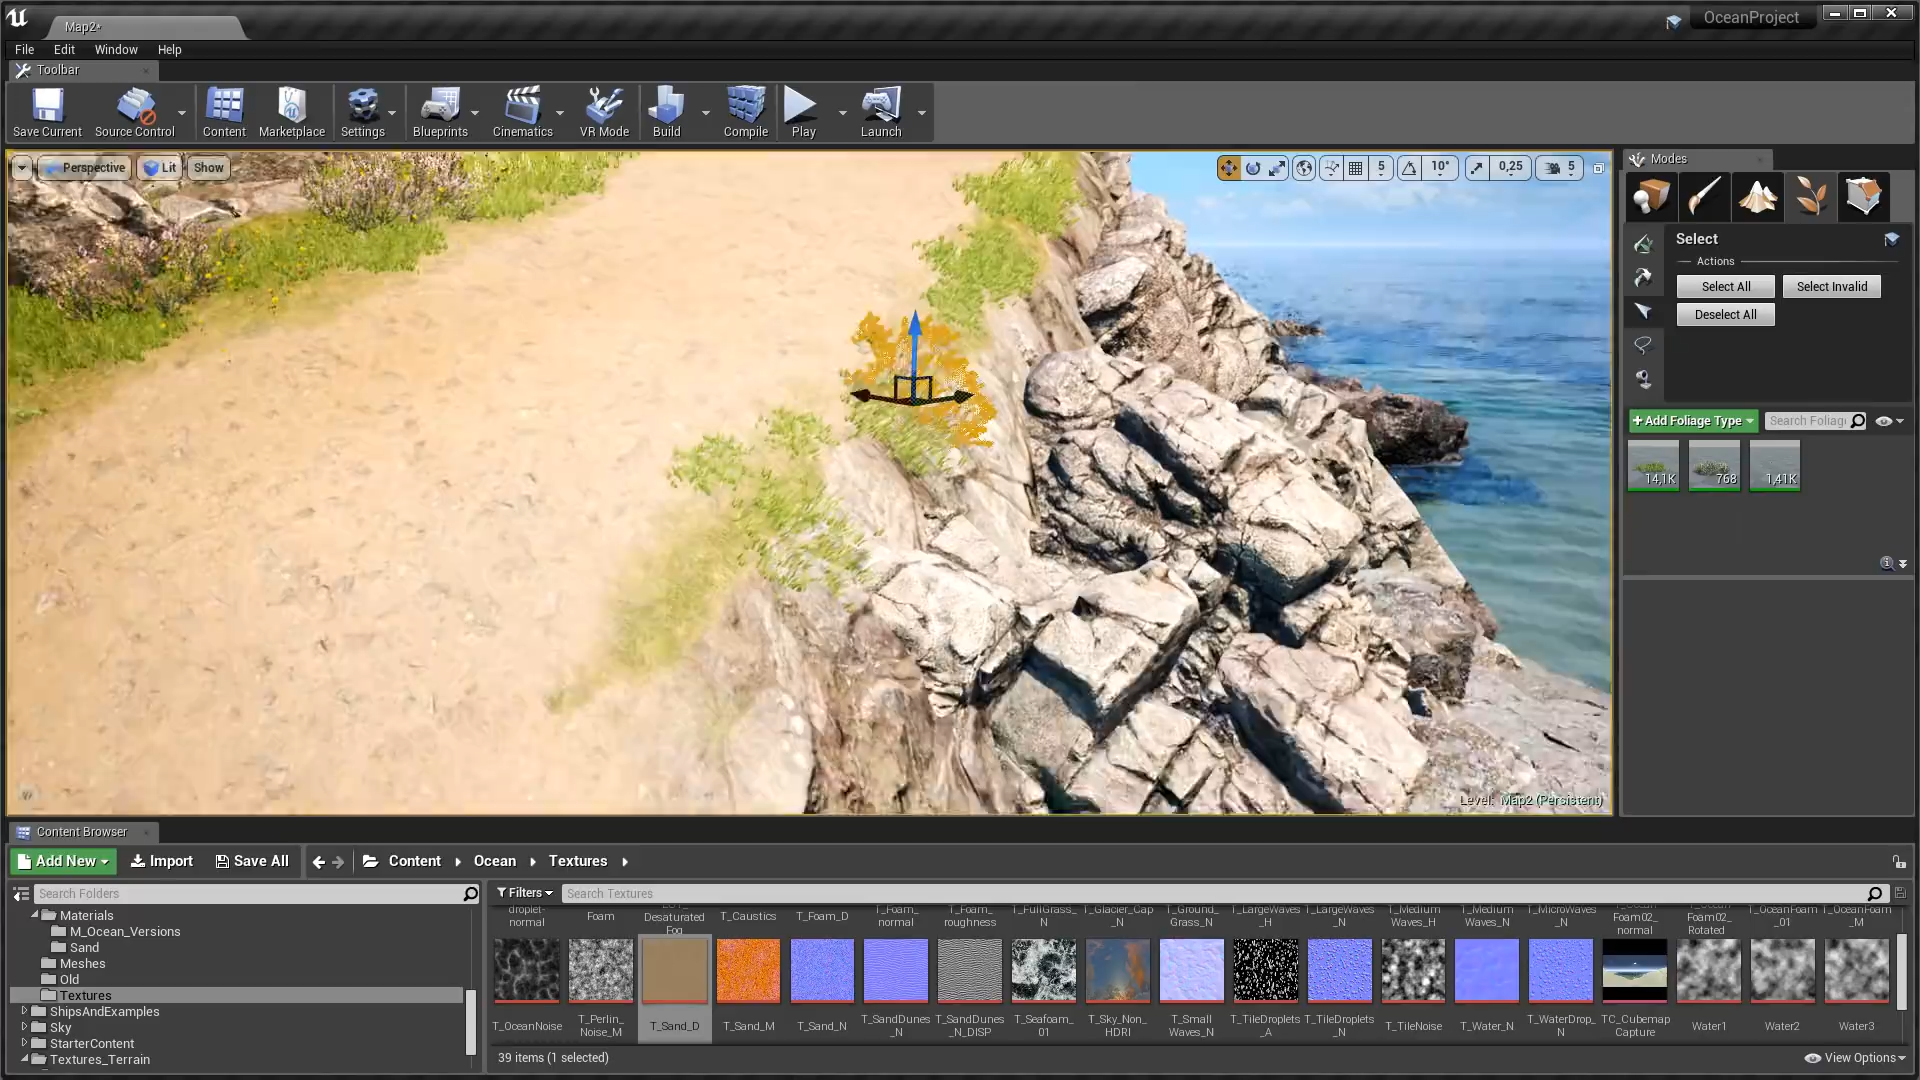 Map2*
OceanProject
File Edit Window Help
Toolbar
Save Current Source Control Content Marketplace Settings Blueprints Cinematics VR Mode Build Compile Play Launch
Perspective Lit Show
5 10° 0,25 5
Modes
Select
Actions
Select All Select Invalid
Deselect All
+Add Foliage Type Search Foliag
14,1K 768 1,41K
Level: Map2 (Persistent)
Content Browser
Add New Import Save All Content Ocean Textures
Search Folders
Filters Search Textures
Materials
M_Ocean_Versions
Sand
Meshes
Old
Textures
ShipsAndExamples
Sky
StarterContent
Textures_Terrain
droplet-
normal
Foam
Desaturated
Fog
T_Caustics
T_Foam_D
T_Foam_
normal
T_Foam_
roughness
T_FullGrass_
N
T_Glacier_Cap
_N
T_Ground_
Grass_N
T_LargeWaves
_H
T_LargeWaves
_N
T_Medium
Waves_H
T_Medium
Waves_N
T_MicroWaves
_N
Foam02_
normal
Foam02_
Rotated
T_OceanFoam
_01
T_OceanFoam
_M
T_OceanNoise
T_Perlin_
Noise_M
T_Sand_D
T_Sand_M
T_Sand_N
T_SandDunes
_N
T_SandDunes
_N_DISP
T_Seafoam_
01
T_Sky_Non_
HDRI
T_Small
Waves_N
T_TileDroplets
_A
T_TileDroplets
_N
T_TileNoise
T_Water_N
T_WaterDrop_
N
TC_Cubemap
Capture
Water1
Water2
Water3
39 items (1 selected)
View Options